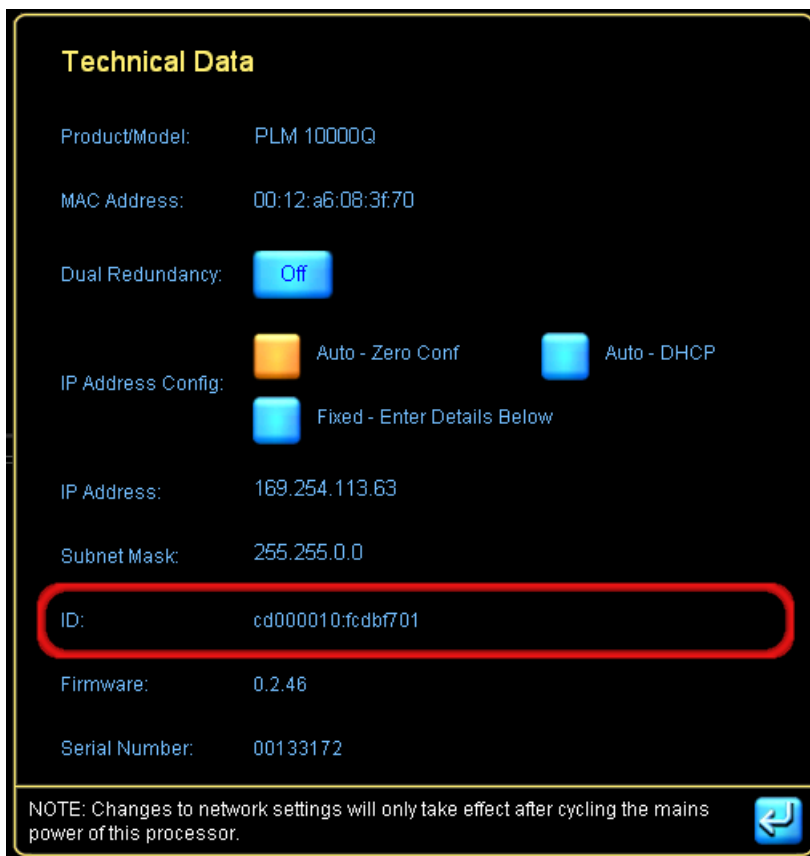 Technical Data
Product/Model: PLM 10000Q
MAC Address: 00:12:a6:08:3f:70
Dual Redundancy: Off
Auto - Zero Conf Auto - DHCP
IP Address Config:
Fixed - Enter Details Below
IP Address: 169.254.113.63
Subnet Mask: 255.255.0.0
ID: cd000010:fcdbf701
Firmware: 0.2.46
Serial Number: 00133172
NOTE: Changes to network settings will only take effect after cycling the mains
power of this processor.